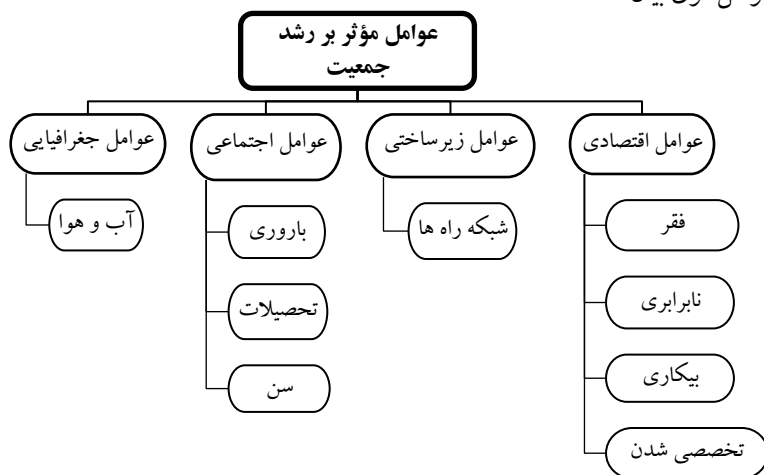 عوامل مؤثر بر رشد
جمعیت
عوامل اقتصادی
عوامل زیرساختی
عوامل اجتماعی
عوامل جغرافیایی
فقر
نابرابری
بیکاری
تخصصی شدن
شبکه راه ها
باروری
تحصیلات
سن
آب و هوا